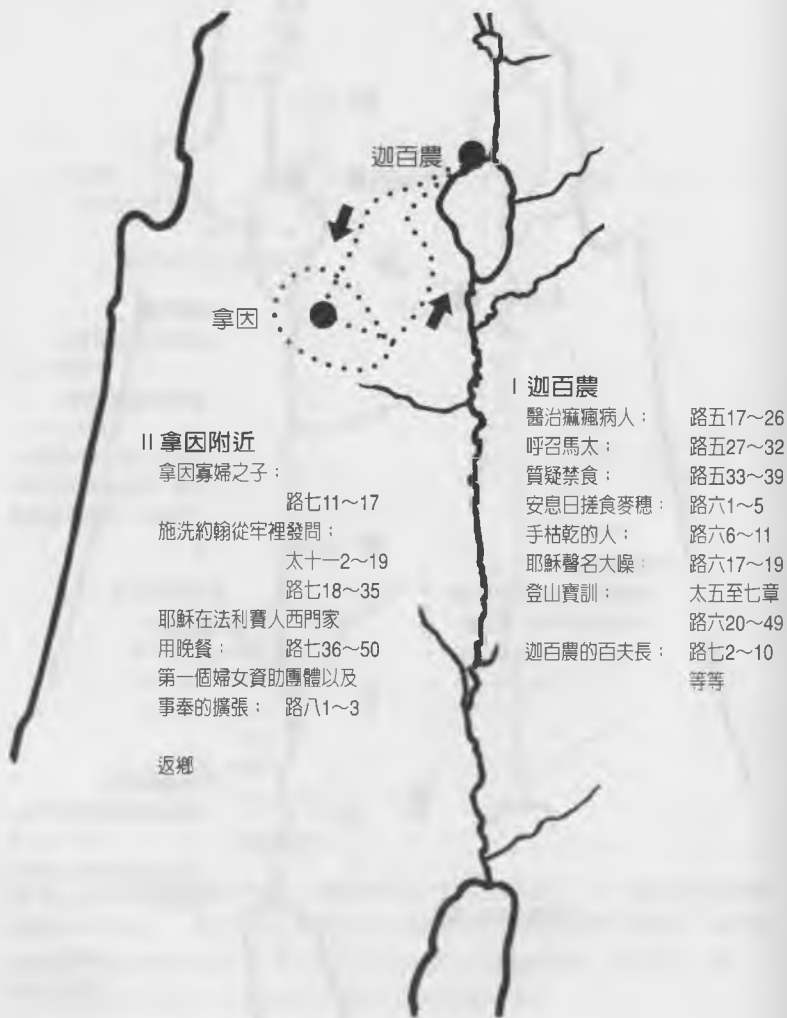 迦百農
拿因
I 迦百農
醫治癱瘓病人： 路五17～26
呼召馬太： 路五27～32
質疑禁食： 路五33～39
安息日搓食麥穗： 路六1～5
手枯乾的人： 路六6～11
耶穌聲名大噪： 路六17～19
登山寶訓： 太五至七章
路六20～49
迦百農的百夫長： 路七2～10
等等
II 拿因附近
拿因寡婦之子：
路七11～17
施洗約翰從牢裡發問：
太十一2～19
路七18～35
耶穌在法利賽人西門家
用晚餐： 路七36～50
第一個婦女資助團體以及
事奉的擴張： 路八1～3
返鄉